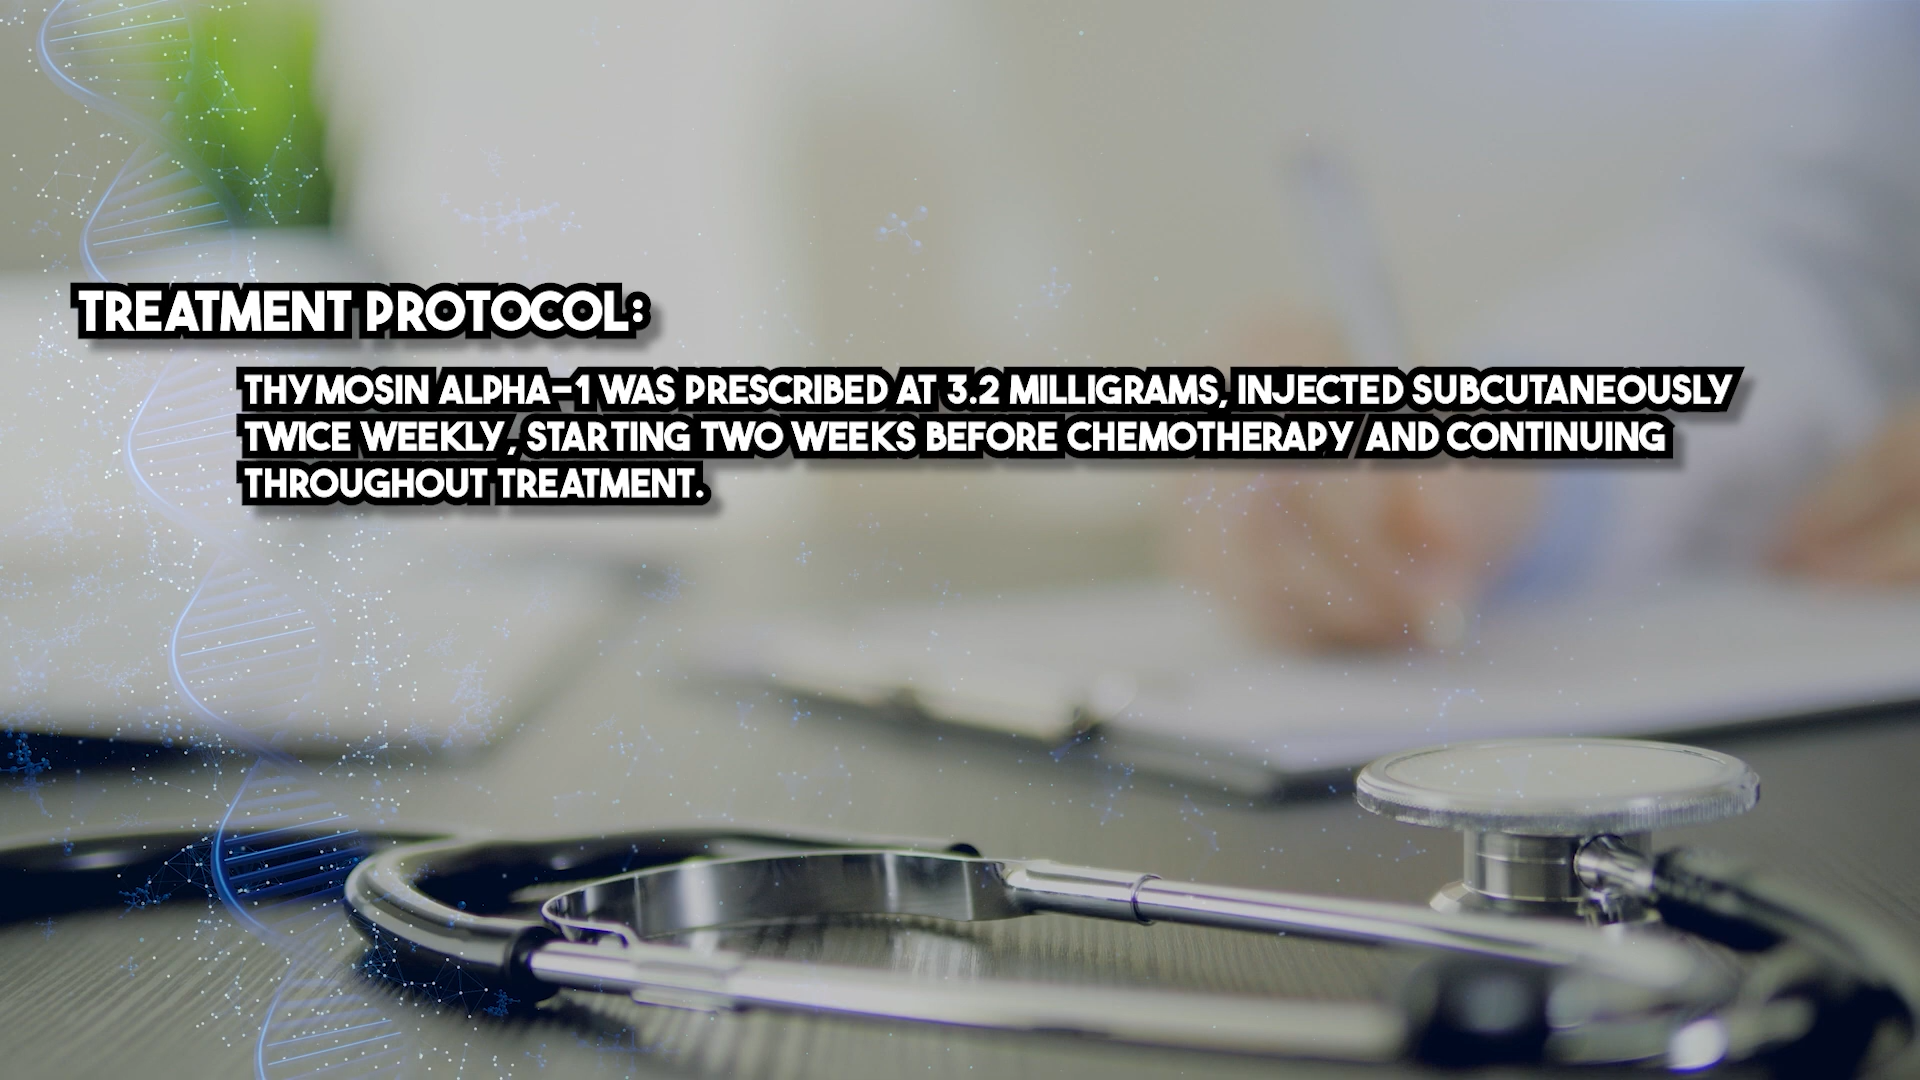 TREATMENT PROTOCOL:
THYMOSIN ALPHA-1 WAS PRESCRIBED AT 3.2 MILLIGRAMS, INJECTED SUBCUTANEOUSLY
TWICE WEEKLY, STARTING TWO WEEKS BEFORE CHEMOTHERAPY AND CONTINUING
THROUGHOUT TREATMENT.